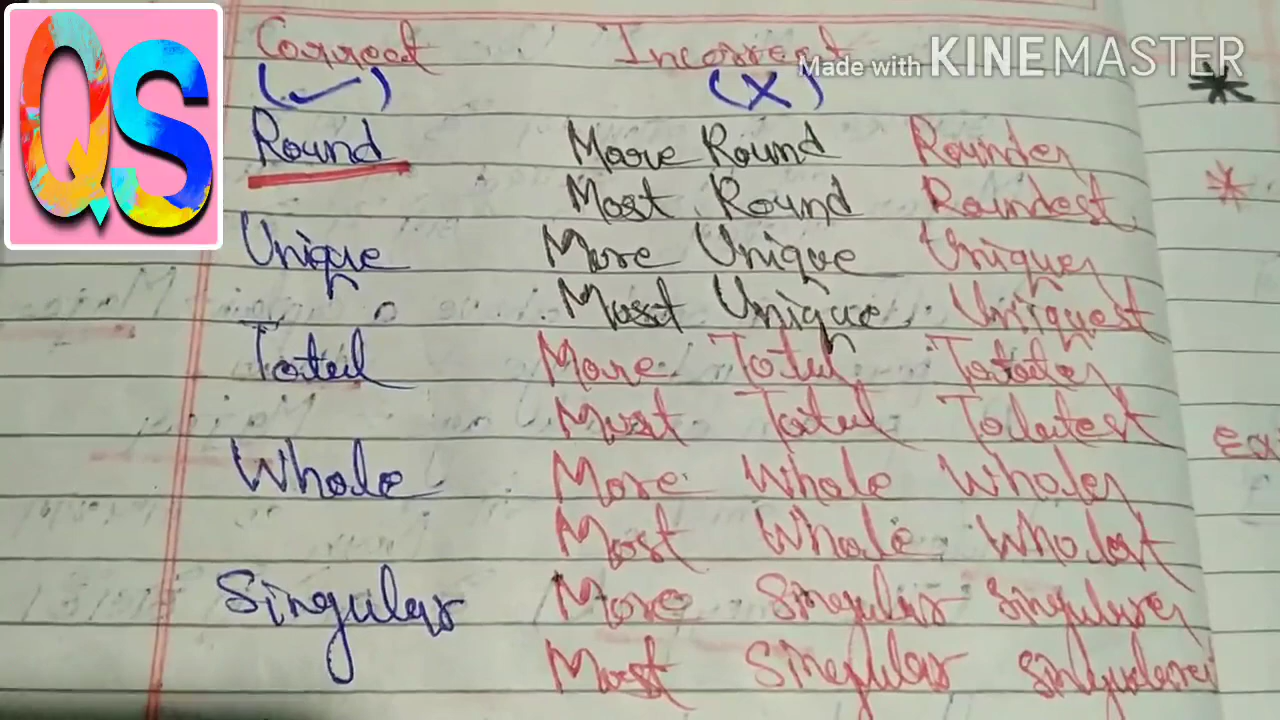 QS
Correct Incorrect
Made with KINEMASTER
(✓) (X)
Round More Round Rounder
Most Round Roundest
Unique More Unique Uniquer
Most Unique Uniquest
Total More Total
Most Total
Whole More Whole Wholer
Most Whole Wholest
Singular More Singular Singularer
Most Singular